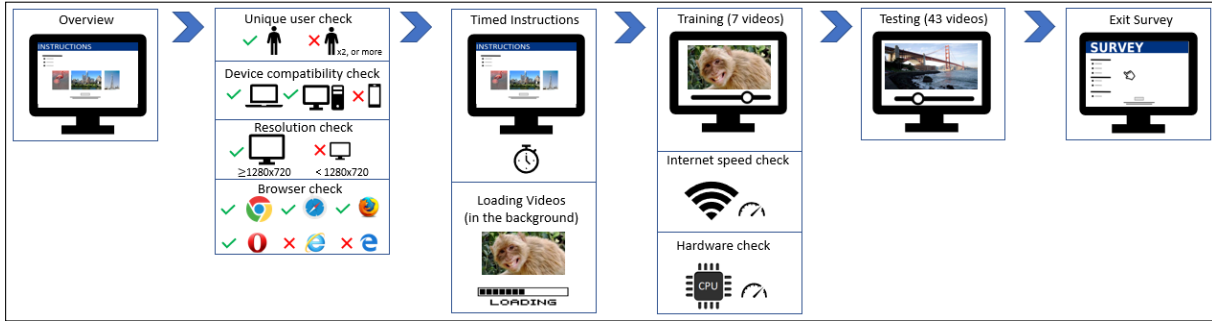 Overview
INSTRUCTIONS
Unique user check
x2, or more
Device compatibility check
Resolution check
≥1280x720
< 1280x720
Browser check
Timed Instructions
INSTRUCTIONS
Loading Videos
(in the background)
LOADING
Training (7 videos)
Internet speed check
Hardware check
CPU
Testing (43 videos)
Exit Survey
SURVEY